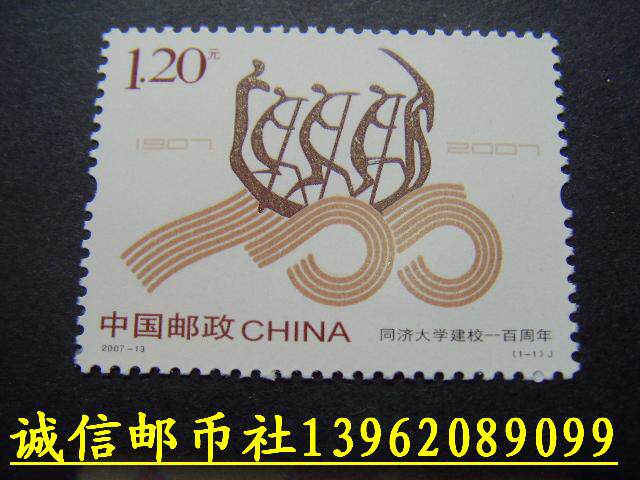 1.20元
1907
2007
中国邮政 CHINA
同济大学建校一百周年
2007-13
(1-1)J
诚信邮币社13962089099